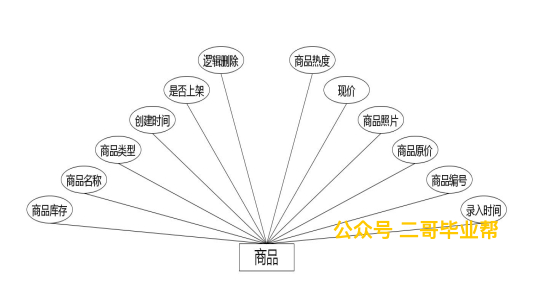 逻辑删除
商品热度
是否上架
现价
创建时间
商品照片
商品类型
商品原价
商品名称
商品编号
商品库存
录入时间
公众号 二哥毕业帮
商品